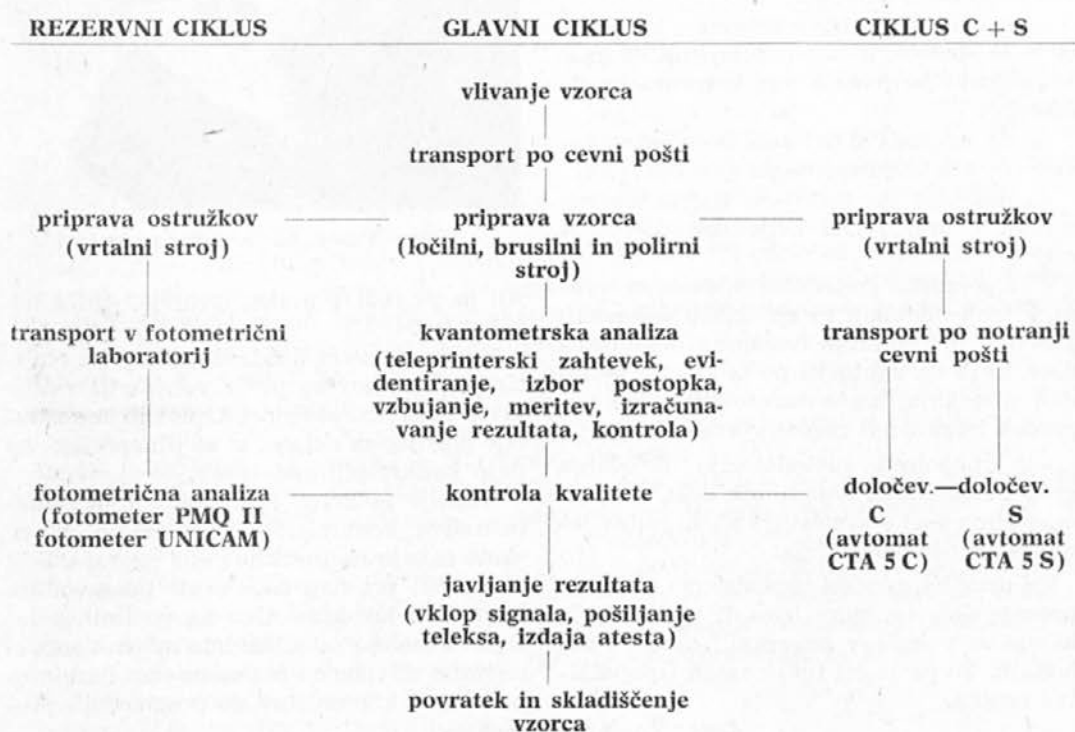 REZERVNI CIKLUS GLAVNI CIKLUS CIKLUS C + S
vlivanje vzorca
transport po cevni pošti
priprava ostružkov
(vrtalni stroj)
priprava vzorca
(ločilni, brusilni in polirni
stroj)
priprava ostružkov
(vrtalni stroj)
transport v fotometrični
laboratorij
kvantometrska analiza
(teleprinterski zahtevek, evi-
dentiranje, izbor postopka,
vzbujanje, meritev, izračuna-
vanje rezultata, kontrola)
transport po notranji
cevni pošti
fotometrična analiza
(fotometer PMQ II
fotometer UNICAM)
kontrola kvalitete
določev.—določev.
C S
(avtomat (avtomat
CTA 5 C) CTA 5 S)
javljanje rezultata
(vklop signala, pošiljanje
teleksa, izdaja atesta)
povratek in skladiščenje
vzorca